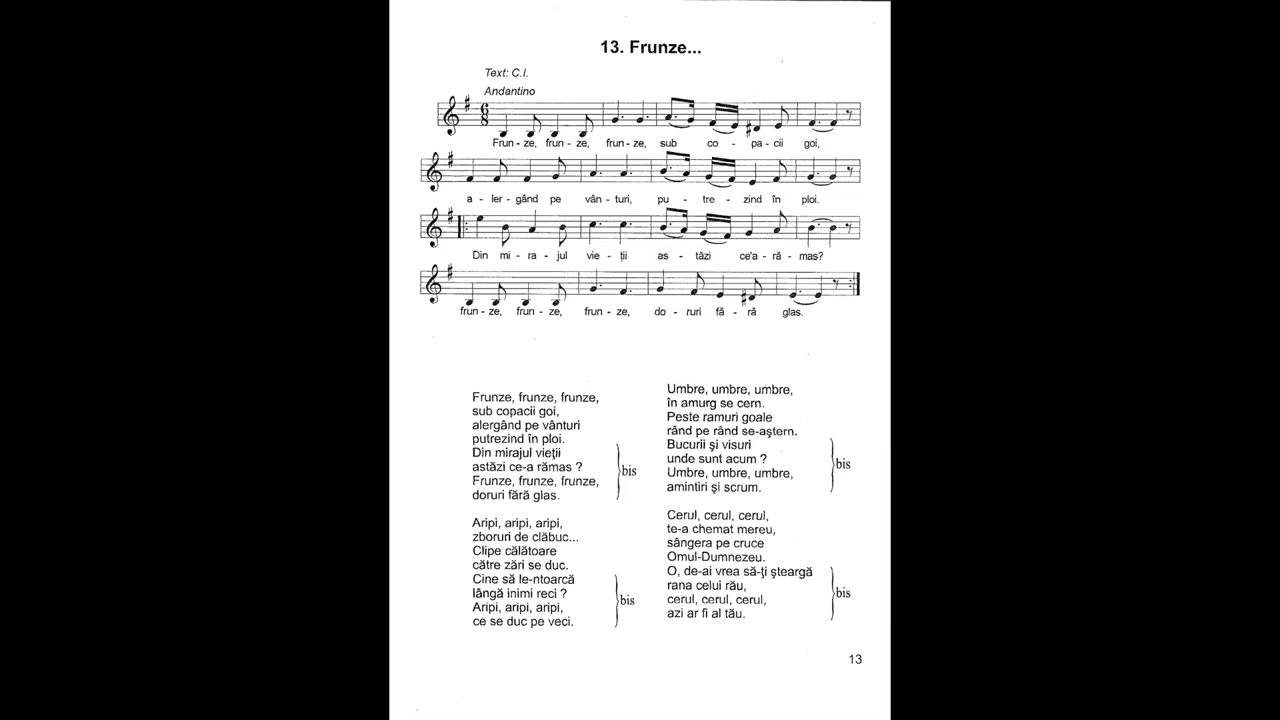 13. Frunze...
Text: C.I.
Andantino
6
8
Frun - ze, frun - ze, frun - ze, sub co - pa - cii goi,
a - ler - gând pe vân - turi, pu - tre - zind în ploi.
Din mi - ra - jul vie - ții as - tăzi ce'a - ră - mas?
frun - ze, frun - ze, frun - ze, do - ruri fă - ră glas.
Frunze, frunze, frunze,
sub copacii goi,
alergând pe vânturi
putrezind în ploi.
Din mirajul vieţii
astăzi ce-a rămas ?
Frunze, frunze, frunze,
doruri fără glas.
bis
Aripi, aripi, aripi,
zboruri de clăbuc...
Clipe călătoare
către zări se duc.
Cine să le-ntoarcă
lângă inimi reci ?
Aripi, aripi, aripi,
ce se duc pe veci.
bis
Umbre, umbre, umbre,
în amurg se cern.
Peste ramuri goale
rând pe rând se-aştern.
Bucurii şi visuri
unde sunt acum ?
Umbre, umbre, umbre,
amintiri şi scrum.
bis
Cerul, cerul, cerul,
te-a chemat mereu,
sângera pe cruce
Omul-Dumnezeu.
O, de-ai vrea să-ţi şteargă
rana celui rău,
cerul, cerul, cerul,
azi ar fi al tău.
bis
13